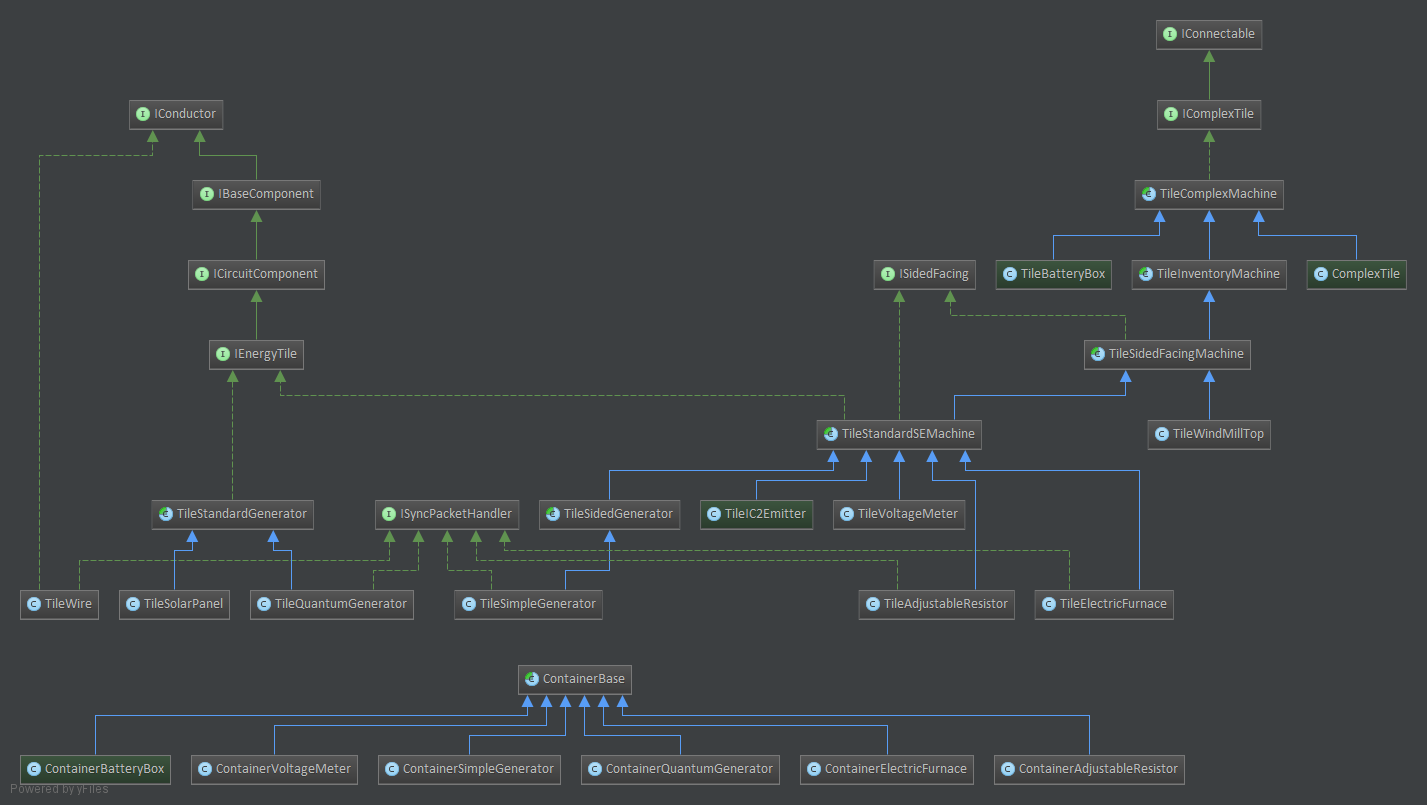 IConnectable
IConductor
IComplexTile
IBaseComponent
TileComplexMachine
ICircuitComponent
ISidedFacing
TileBatteryBox
TileInventoryMachine
ComplexTile
IEnergyTile
TileSidedFacingMachine
TileStandardSEMachine
TileWindMillTop
TileStandardGenerator
ISyncPacketHandler
TileSidedGenerator
TileIC2Emitter
TileVoltageMeter
TileWire
TileSolarPanel
TileQuantumGenerator
TileSimpleGenerator
TileAdjustableResistor
TileElectricFurnace
ContainerBase
ContainerBatteryBox
ContainerVoltageMeter
ContainerSimpleGenerator
ContainerQuantumGenerator
ContainerElectricFurnace
ContainerAdjustableResistor
Powered by yFiles